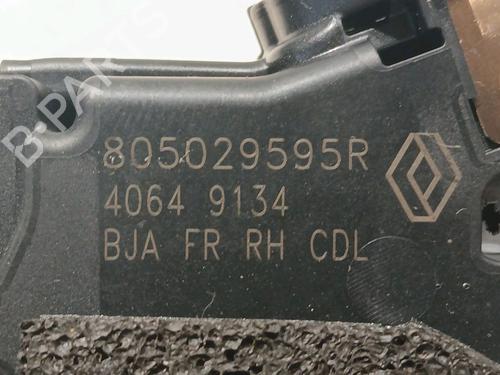 B-PARTS
805029595R
4064 9134
BJA FR RH CDL